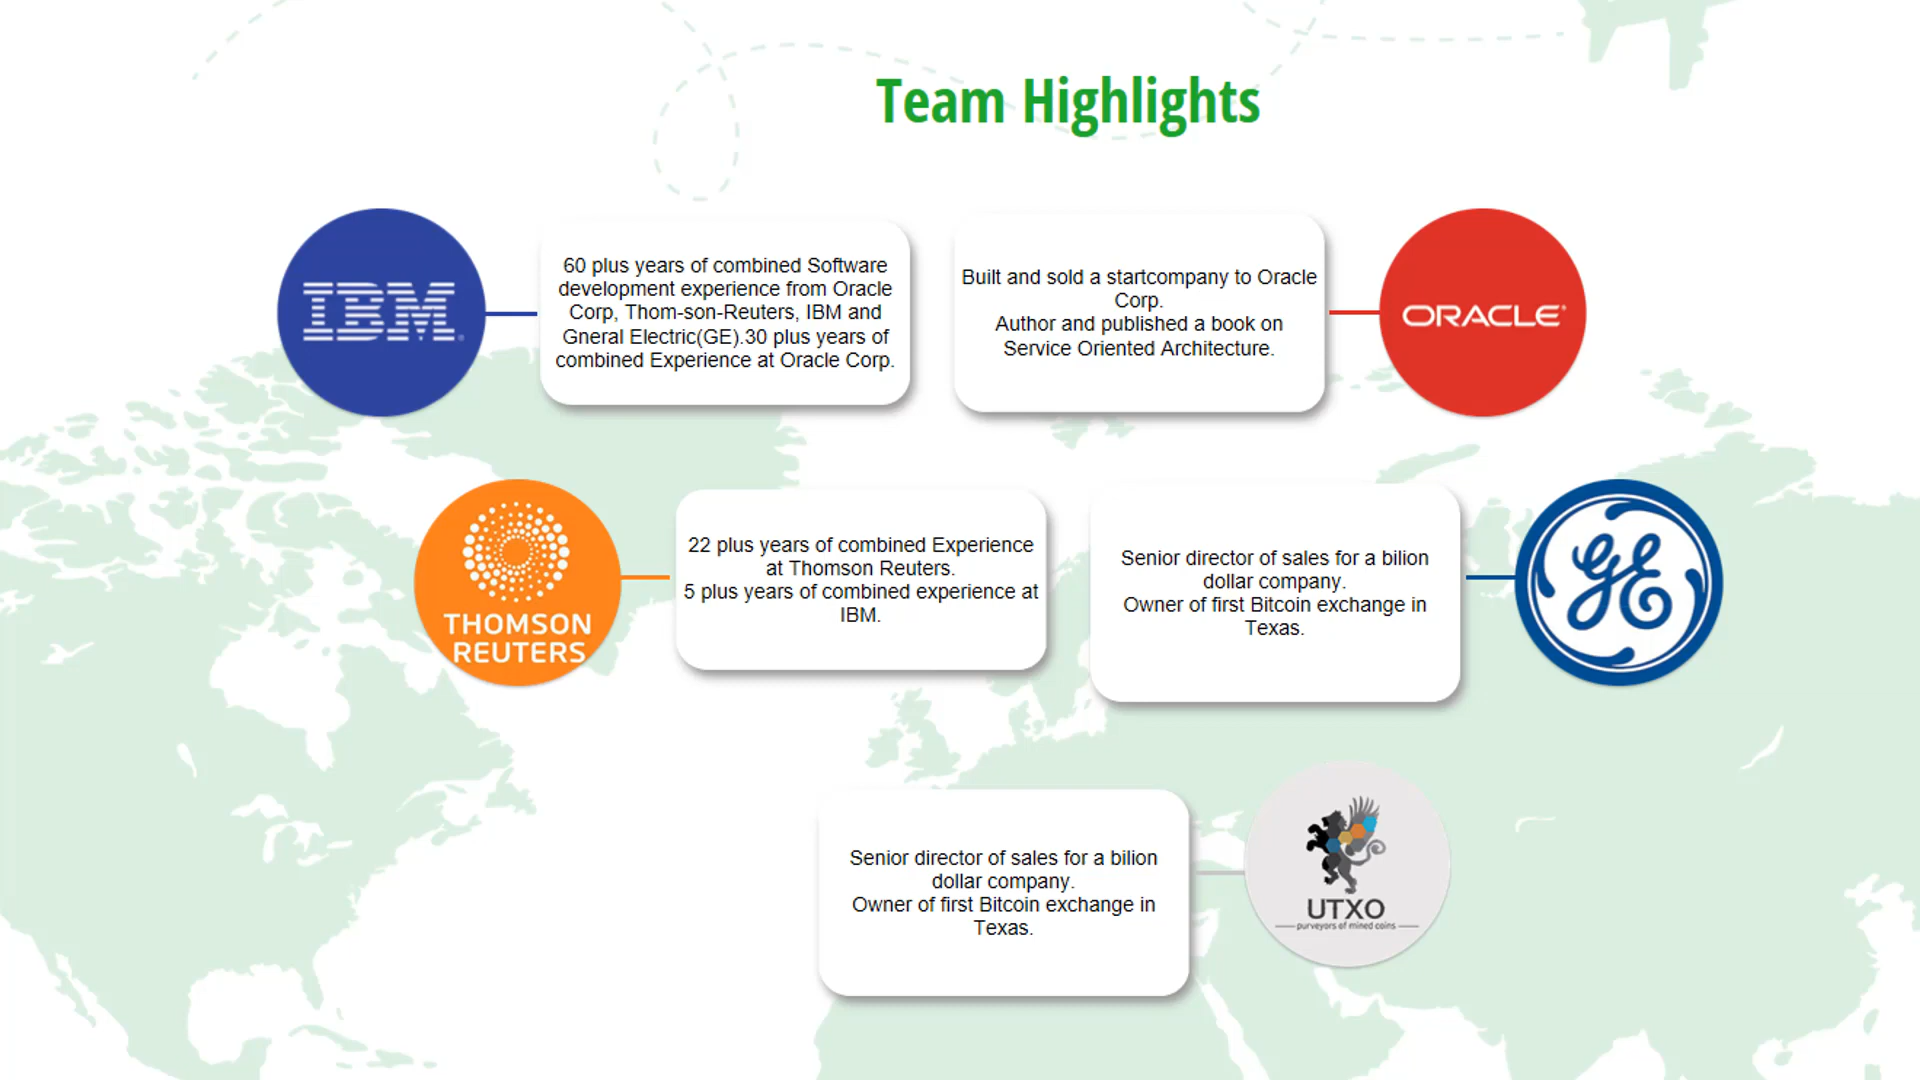 Team Highlights
IBM
60 plus years of combined Software
development experience from Oracle
Corp, Thom-son-Reuters, IBM and
Gneral Electric(GE).30 plus years of
combined Experience at Oracle Corp.
Built and sold a startcompany to Oracle
Corp.
Author and published a book on
Service Oriented Architecture.
ORACLE
THOMSON
REUTERS
22 plus years of combined Experience
at Thomson Reuters.
5 plus years of combined experience at
IBM.
Senior director of sales for a bilion
dollar company.
Owner of first Bitcoin exchange in
Texas.
GE
Senior director of sales for a bilion
dollar company.
Owner of first Bitcoin exchange in
Texas.
UTXO
purveyors of mined coins